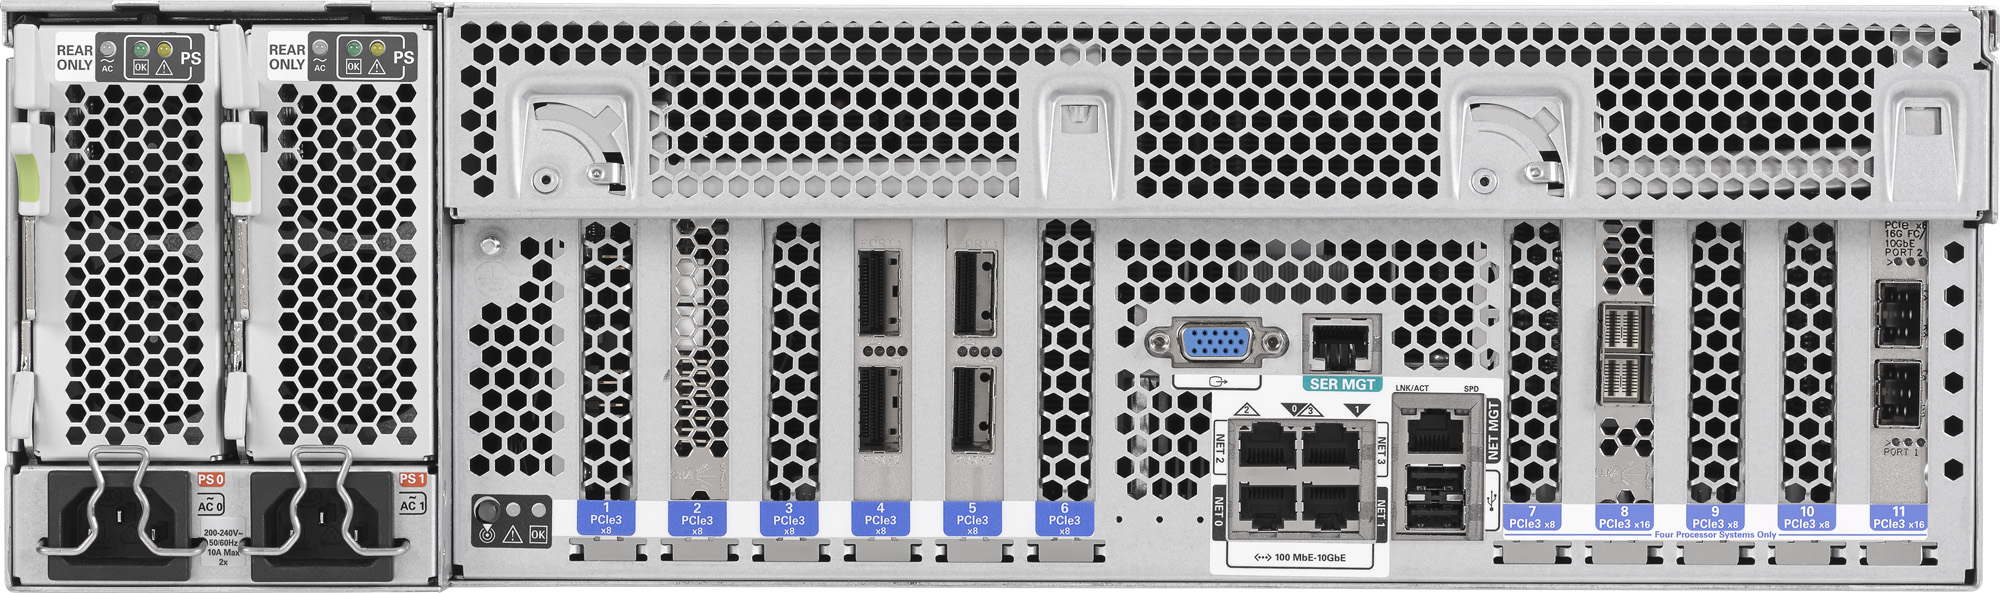 REAR
ONLY
AC
OK
PS
REAR
ONLY
AC
OK
PS
PS 0
AC 0
200-240V~
50/60Hz
10A Max
2x
PS 1
AC 1
OK
1
PCIe3
x8
2
PCIe3
x8
3
PCIe3
x8
4
PCIe3
x8
5
PCIe3
x8
6
PCIe3
x8
SER MGT
LNK/ACT
SPD
NET MGT
2
0
3
1
NET 2
NET 3
NET 0
NET 1
100 MbE-10GbE
7
PCIe3 x8
8
PCIe3 x16
9
PCIe3 x8
10
PCIe3 x8
11
PCIe3 x16
Four Processor Systems Only
PCIe x8
16G FC/
10GbE
PORT 2
PORT 1